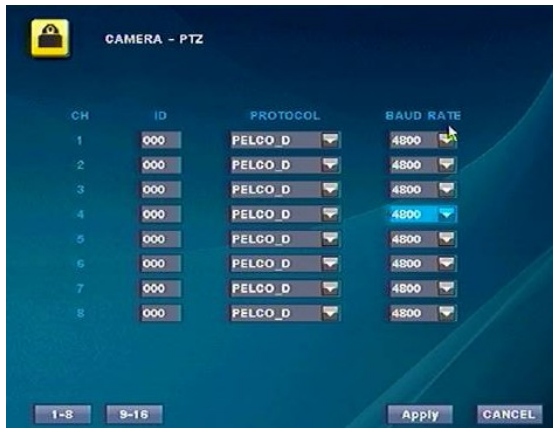 CAMERA - PTZ
CH ID PROTOCOL BAUD RATE
1 000 PELCO_D 4800
2 000 PELCO_D 4800
3 000 PELCO_D 4800
4 000 PELCO_D 4800
5 000 PELCO_D 4800
6 000 PELCO_D 4800
7 000 PELCO_D 4800
8 000 PELCO_D 4800
1-8 9-16 Apply CANCEL